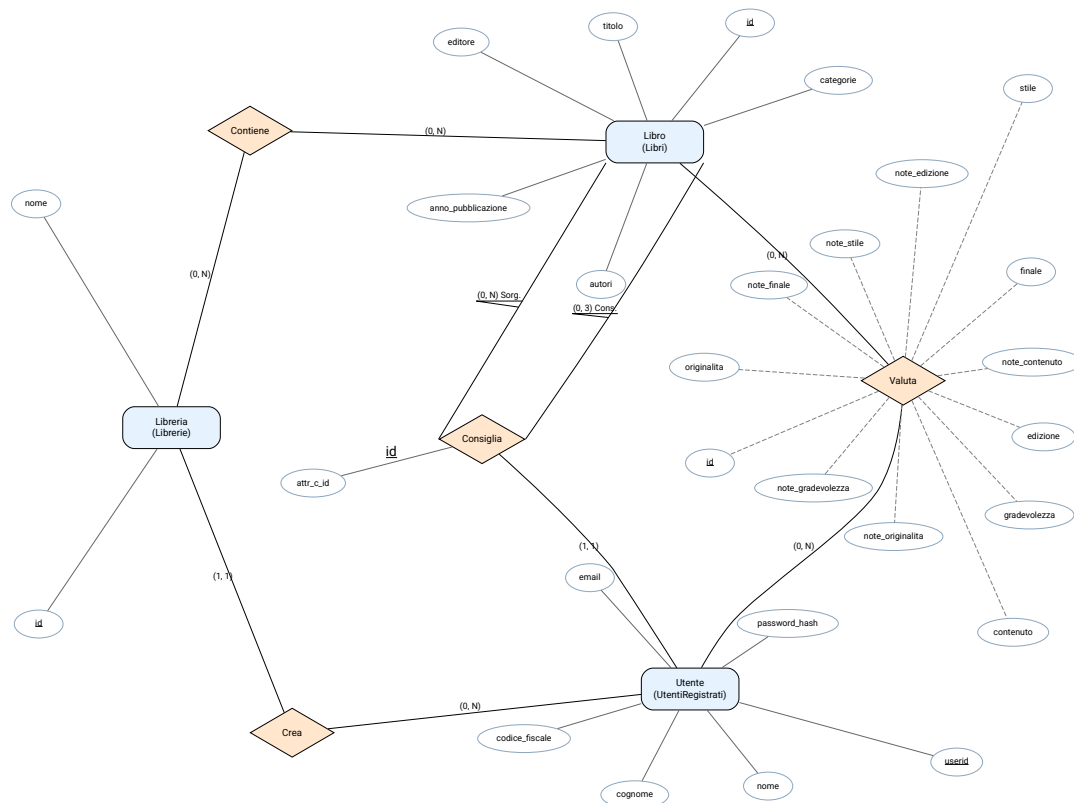 id
titolo
editore
categorie
stile
Contiene
(0, N)
Libro
(Libri)
note_edizione
nome
anno_pubblicazione
note_stile
(0, N)
(0, N)
finale
autori
note_finale
(0, N) Sorg.
(0, 3) Cons.
originalita
note_contenuto
Valuta
Libreria
(Librerie)
Consiglia
edizione
id
id
attr_c_id
note_gradevolezza
gradevolezza
note_originalita
(1, 1)
(0, N)
(1, 1)
email
id
password_hash
contenuto
Utente
(UtentiRegistrati)
(0, N)
Crea
codice_fiscale
userid
nome
cognome